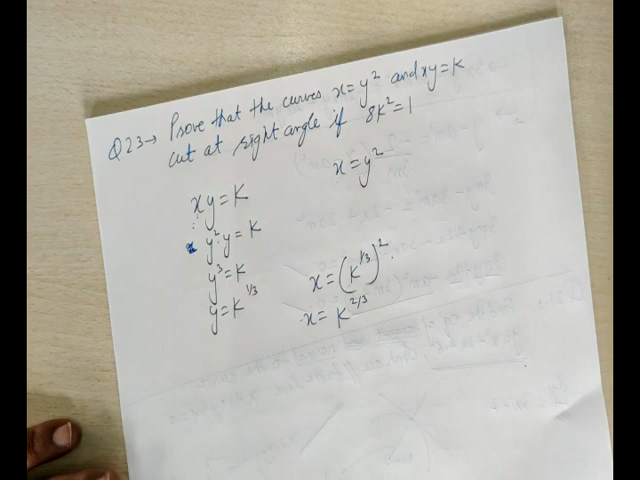 Q23→ Prove that the curves x=y² and xy=K
cut at right angle if 8K²=1
x=y²
xy=K
y².y=K
y³=K
y=K^1/3
x=(K^1/3)²
x=K^2/3